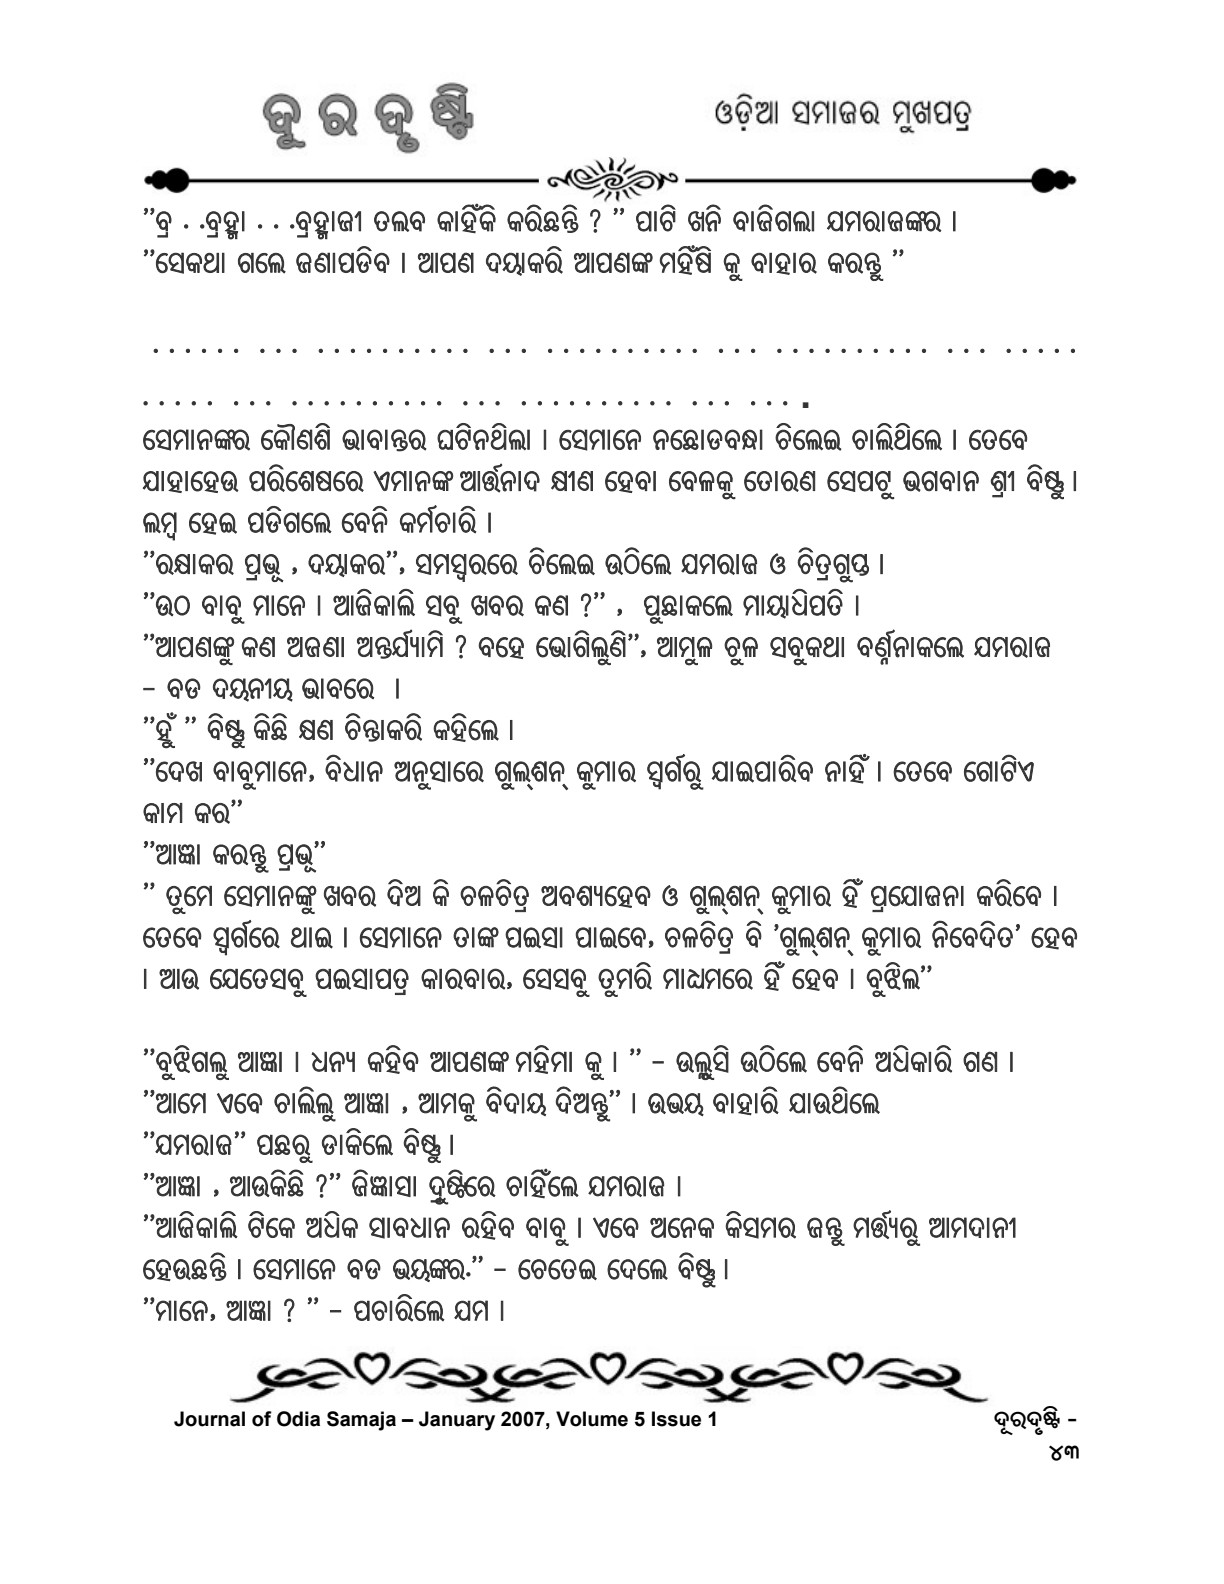 ଦୂରଦୃଷ୍ଟି
ଓଡ଼ିଆ ସମାଜର ମୁଖପତ୍ର
”ବ୍ର . .ବ୍ରହ୍ମା . . .ବ୍ରହ୍ମାଜୀ ତଲବ କାହିଁକି କରିଛନ୍ତି ? ” ପାଟି ଖନି ବାଜିଗଲା ଯମରାଜଙ୍କର ।
”ସେକଥା ଗଲେ ଜଣାପଡିବ । ଆପଣ ଦୟାକରି ଆପଣଙ୍କ ମହିଁଷି କୁ ବାହାର କରନ୍ତୁ ”
. . . . . . . . . . . . . . . . . . . . . . . . . . . . . . . . . . . . . . . . . . . . . . . . . . . . . .
. . . . . . . . . . . . . . . . . . . . . . . . . . . . . . . . . . . . . .
ସେମାନଙ୍କର କୌଣଶି ଭାବାନ୍ତର ଘଟିନଥିଲା । ସେମାନେ ନଛୋଡବନ୍ଧା ଚିଲେଇ ଚାଲିଥିଲେ । ତେବେ
ଯାହାହେଉ ପରିଶେଷରେ ଏମାନଙ୍କ ଆର୍ତ୍ତନାଦ କ୍ଷୀଣ ହେବା ବେଳକୁ ତୋରଣ ସେପଟୁ ଭଗବାନ ଶ୍ରୀ ବିଷ୍ଣୁ ।
ଲମ୍ବ ହେଇ ପଡିଗଲେ ବେନି କର୍ମଚାରି ।
”ରକ୍ଷାକର ପ୍ରଭୂ , ଦୟାକର”, ସମସ୍ୱରରେ ଚିଲେଇ ଉଠିଲେ ଯମରାଜ ଓ ଚିତ୍ରଗୁପ୍ତ ।
”ଉଠ ବାବୁ ମାନେ । ଆଜିକାଲି ସବୁ ଖବର କଣ ?” , ପୁଛାକଲେ ମାୟାଧିପତି ।
”ଆପଣଙ୍କୁ କଣ ଅଜଣା ଅନ୍ତର୍ଯ୍ୟାମି ? ବହେ ଭୋଗିଲୁଣି”, ଆମୁଳ ଚୁଳ ସବୁକଥା ବର୍ଣ୍ଣନାକଲେ ଯମରାଜ
– ବଡ ଦୟନୀୟ ଭାବରେ ।
”ହୁଁ ” ବିଷ୍ଣୁ କିଛି କ୍ଷଣ ଚିନ୍ତାକରି କହିଲେ ।
”ଦେଖ ବାବୁମାନେ, ବିଧାନ ଅନୁସାରେ ଗୁଲ୍‌ଶନ୍ କୁମାର ସ୍ୱର୍ଗରୁ ଯାଇପାରିବ ନାହିଁ । ତେବେ ଗୋଟିଏ
କାମ କର”
”ଆଜ୍ଞା କରନ୍ତୁ ପ୍ରଭୂ”
” ତୁମେ ସେମାନଙ୍କୁ ଖବର ଦିଅ କି ଚଳଚିତ୍ର ଅବଶ୍ୟହେବ ଓ ଗୁଲ୍‌ଶନ୍ କୁମାର ହିଁ ପ୍ରଯୋଜନା କରିବେ ।
ତେବେ ସ୍ୱର୍ଗରେ ଥାଇ । ସେମାନେ ତାଙ୍କ ପଇସା ପାଇବେ, ଚଳଚିତ୍ର ବି ’ଗୁଲ୍‌ଶନ୍ କୁମାର ନିବେଦିତ’ ହେବ
। ଆଉ ଯେତେସବୁ ପଇସାପତ୍ର କାରବାର, ସେସବୁ ତୁମରି ମାଧ୍ୟମରେ ହିଁ ହେବ । ବୁଝିଲ”
”ବୁଝିଗଲୁ ଆଜ୍ଞା । ଧନ୍ୟ କହିବ ଆପଣଙ୍କ ମହିମା କୁ । ” – ଉଲ୍ଲୁସି ଉଠିଲେ ବେନି ଅଧିକାରି ଗଣ ।
”ଆମେ ଏବେ ଚାଲିଲୁ ଆଜ୍ଞା , ଆମକୁ ବିଦାୟ ଦିଅନ୍ତୁ” । ଉଭୟ ବାହାରି ଯାଉଥିଲେ
”ଯମରାଜ” ପଛରୁ ଡାକିଲେ ବିଷ୍ଣୁ ।
”ଆଜ୍ଞା , ଆଉକିଛି ?” ଜିଜ୍ଞାସା ଦ୍ରୁଷ୍ଟିରେ ଚାହିଁଲେ ଯମରାଜ ।
”ଆଜିକାଲି ଟିକେ ଅଧିକ ସାବଧାନ ରହିବ ବାବୁ । ଏବେ ଅନେକ କିସମର ଜନ୍ତୁ ମର୍ତ୍ତ୍ୟରୁ ଆମଦାନୀ
ହେଉଛନ୍ତି । ସେମାନେ ବଡ ଭୟଙ୍କର.” – ଚେତେଇ ଦେଲେ ବିଷ୍ଣୁ ।
”ମାନେ, ଆଜ୍ଞା ? ” – ପଚାରିଲେ ଯମ ।
Journal of Odia Samaja – January 2007, Volume 5 Issue 1
ଦୂରଦୃଷ୍ଟି –
୪୩